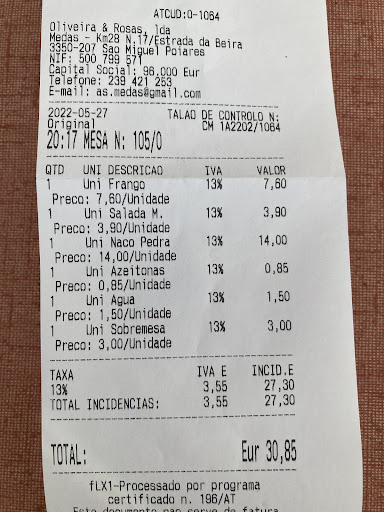 ATCUD:0-1064
Oliveira & Rosas, lda
Medas - Km28 N.17/Estrada da Beira
3350-207 Sao Miguel Poiares
NIF: 500 799 571
Capital Social: 96.000 Eur
Telefone: 239 421 253
E-mail: as.medas@gmail.com
2022-05-27 TALAO DE CONTROLO N:
Original CM 1A2202/1064
20:17 MESA N: 105/0
QTD UNI DESCRICAO IVA VALOR
1 Uni Frango 13% 7,60
Preco: 7,60/Unidade
1 Uni Salada M. 13% 3,90
Preco: 3,90/Unidade
1 Uni Naco Pedra 13% 14,00
Preco: 14,00/Unidade
1 Uni Azeitonas 13% 0,85
Preco: 0,85/Unidade
1 Uni Agua 13% 1,50
Preco: 1,50/Unidade
1 Uni Sobremesa 13% 3,00
Preco: 3,00/Unidade
TAXA IVA E INCID.E
13% 3,55 27,30
TOTAL INCIDENCIAS: 3,55 27,30
TOTAL: Eur 30,85
fLX1-Processado por programa
certificado n. 196/AT
Este documento nao serve de fatura